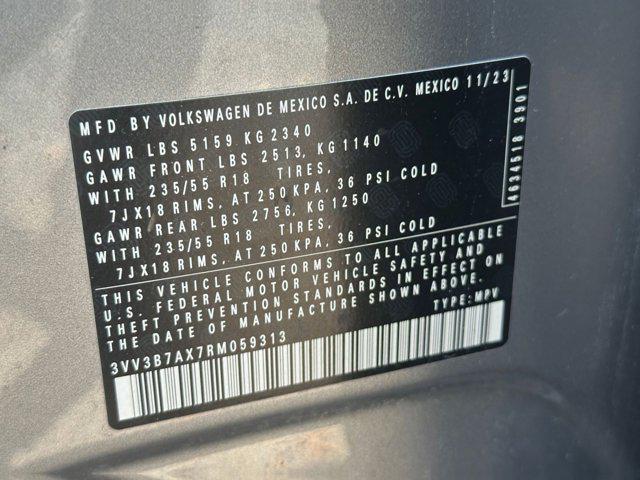 MFD BY VOLKSWAGEN DE MEXICO S.A. DE C.V. MEXICO 11/23
GVWR LBS 5159 KG 2340
GAWR FRONT LBS 2513, KG 1140
WITH 235/55 R18 TIRES,
7JX18 RIMS, AT 250 KPA, 36 PSI COLD
GAWR REAR LBS 2756, KG 1250
WITH 235/55 R18 TIRES,
7JX18 RIMS, AT 250 KPA, 36 PSI COLD
THIS VEHICLE CONFORMS TO ALL APPLICABLE
U.S. FEDERAL MOTOR VEHICLE SAFETY AND
THEFT PREVENTION STANDARDS IN EFFECT ON
THE DATE OF MANUFACTURE SHOWN ABOVE.
3VV3B7AX7RM059313 TYPE: MPV
4634518 3901